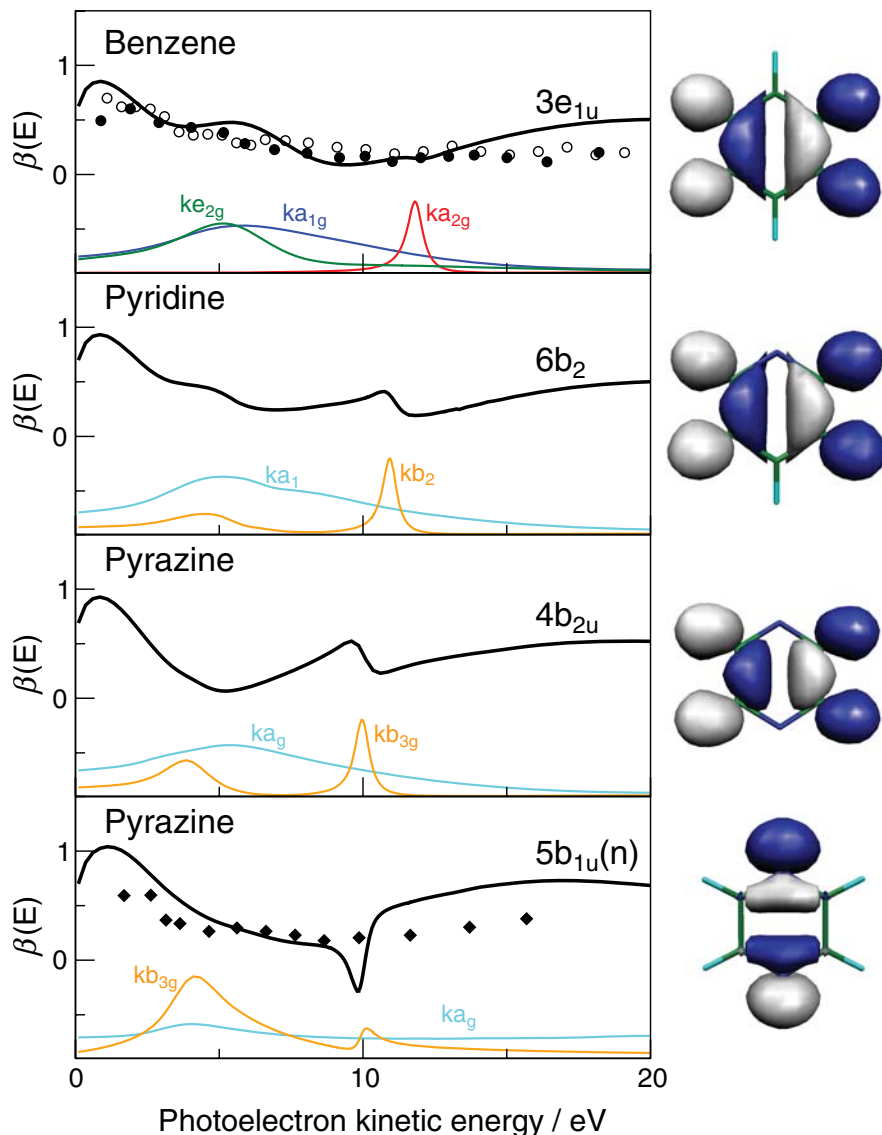 Benzene
1
3e₁ᵤ
β(E)
0
ke₂g
ka₁g
ka₂g
Pyridine
1
6b₂
β(E)
0
ka₁
kb₂
Pyrazine
1
4b₂ᵤ
β(E)
0
kag
kb₃g
Pyrazine
1
5b₁ᵤ(n)
β(E)
0
kb₃g
kag
0 10 20
Photoelectron kinetic energy / eV